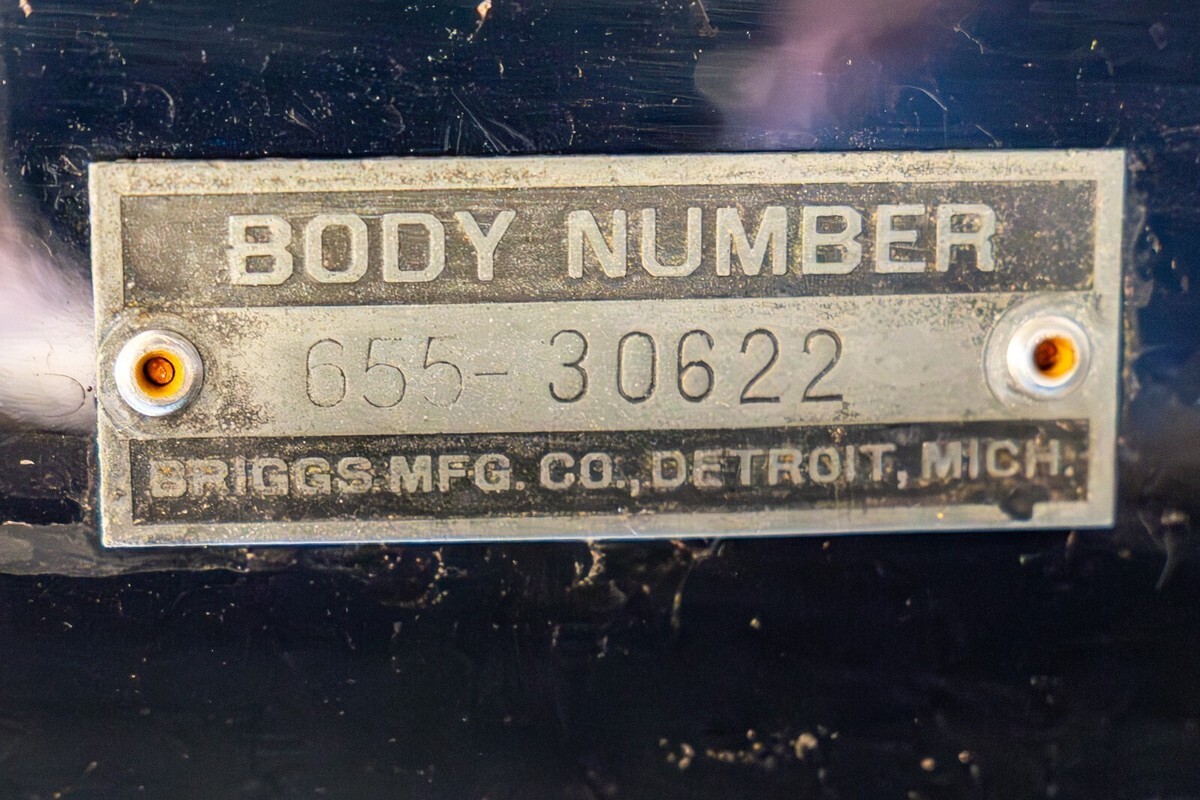 BODY NUMBER
655- 30622
BRIGGS MFG. CO., DETROIT, MICH.